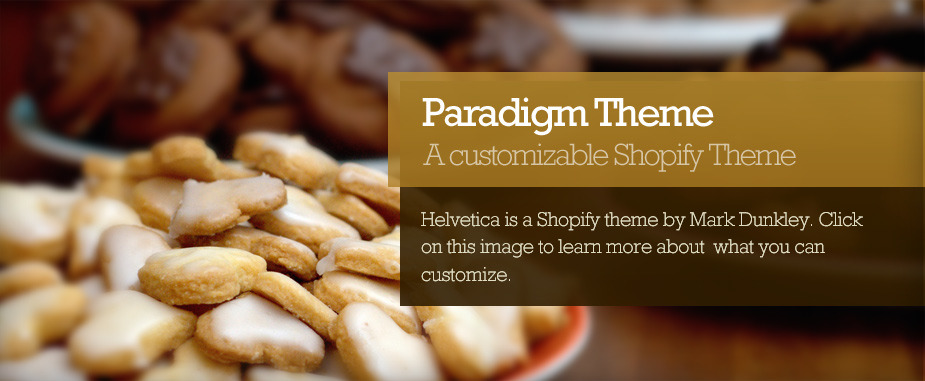 Paradigm Theme
A customizable Shopify Theme
Helvetica is a Shopify theme by Mark Dunkley. Click
on this image to learn more about  what you can
customize.